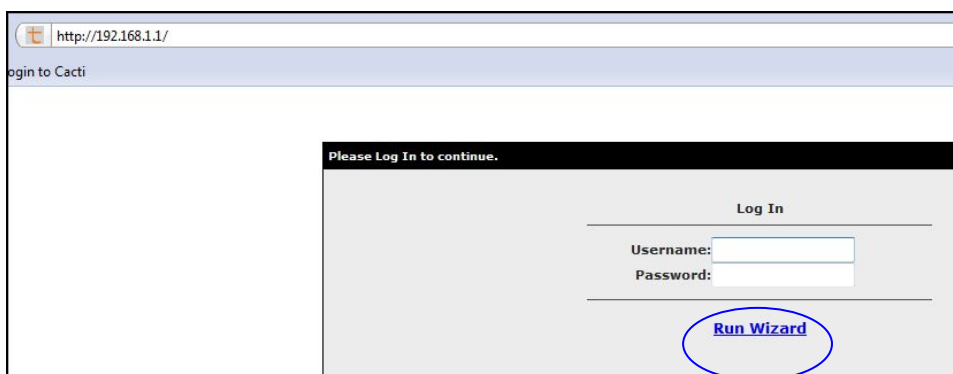 http://192.168.1.1/
ogin to Cacti
Please Log In to continue.
Log In
Username:
Password:
Run Wizard